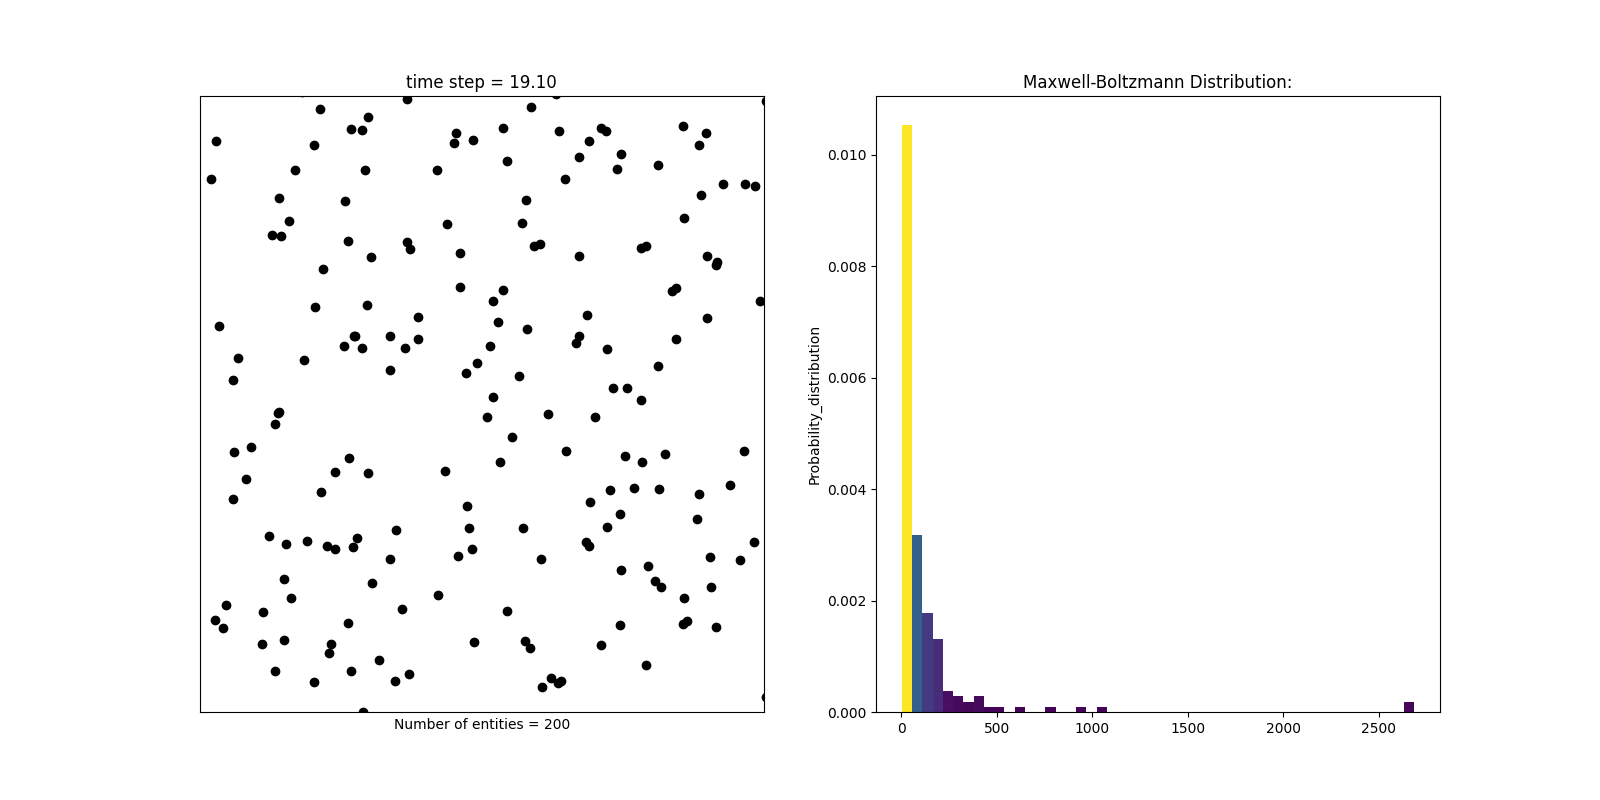 time step = 19.10
Number of entities = 200
Maxwell-Boltzmann Distribution:
Probability_distribution
0.010
0.008
0.006
0.004
0.002
0.000
0 500 1000 1500 2000 2500